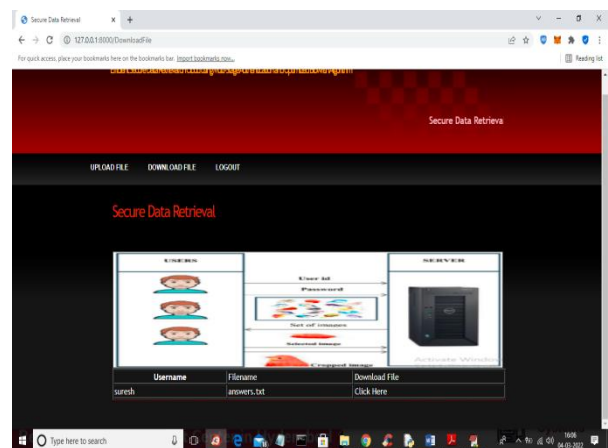 Secure Data Retrieval
127.0.0.1:8000/DownloadFile
For quick access, place your bookmarks here on the bookmarks bar. Import bookmarks now...
Reading list
Secure Data Retrieva
UPLOAD FILE DOWNLOAD FILE LOGOUT
Secure Data Retrieval
USERS
SERVER
User Id
Password
Set of images
Selected Image
Cropped Image
Activate Window
Username Filename Download File
suresh answers.txt Click Here
Type here to search
16:06
04-03-2022